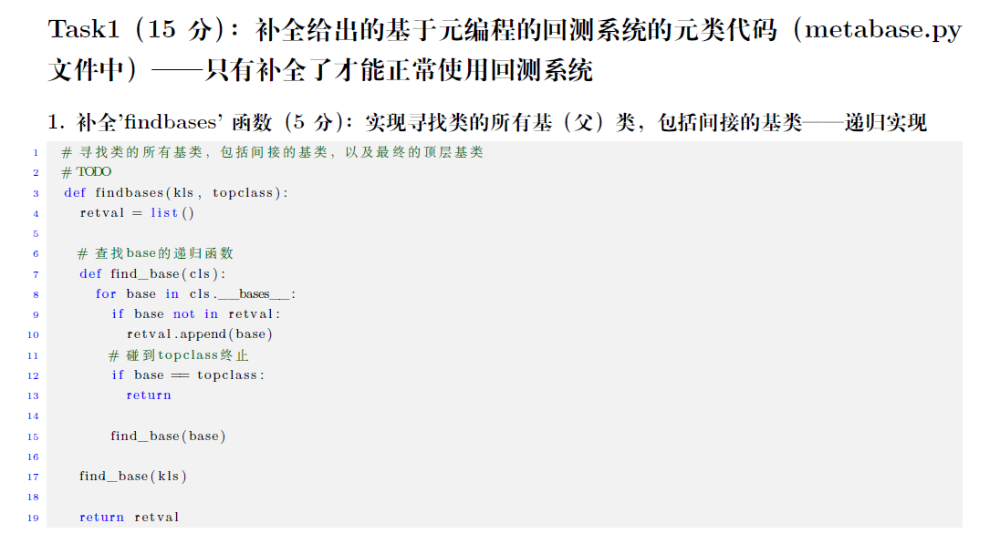 Task1（15 分）：补全给出的基于元编程的回测系统的元类代码（metabase.py
文件中）——只有补全了才能正常使用回测系统
1. 补全'findbases' 函数（5 分）：实现寻找类的所有基（父）类，包括间接的基类——递归实现
1 # 寻找类的所有基类，包括间接的基类，以及最终的顶层基类
2 # TODO
3 def findbases(kls, topclass):
4 retval = list()
5
6 # 查找base的递归函数
7 def find_base(cls):
8 for base in cls.__bases__:
9 if base not in retval:
10 retval.append(base)
11 # 碰到topclass终止
12 if base == topclass:
13 return
14
15 find_base(base)
16
17 find_base(kls)
18
19 return retval